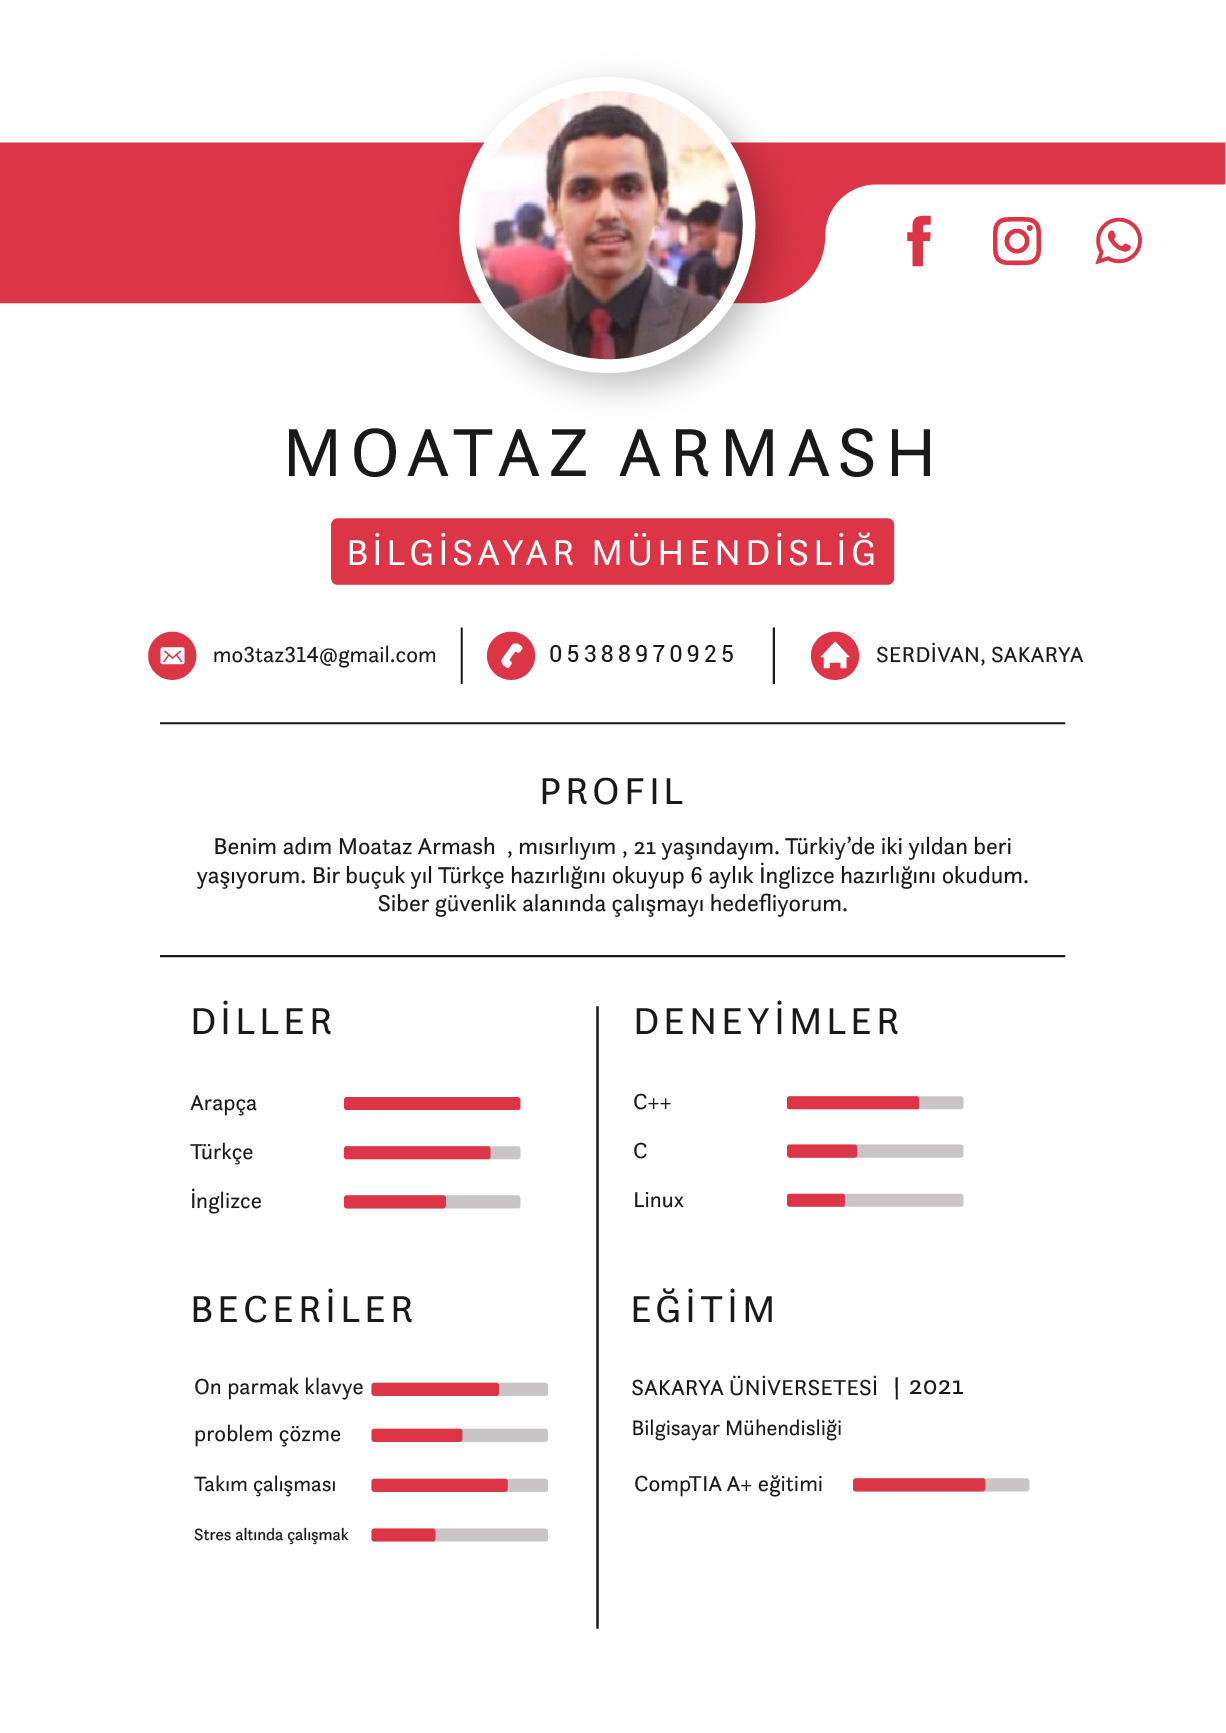 MOATAZ ARMASH
BİLGİSAYAR MÜHENDİSLİĞ
mo3taz314@gmail.com
05388970925
SERDİVAN, SAKARYA
PROFIL
Benim adım Moataz Armash , mısırlıyım , 21 yaşındayım. Türkiy’de iki yıldan beri
yaşıyorum. Bir buçuk yıl Türkçe hazırlığını okuyup 6 aylık İnglizce hazırlığını okudum.
Siber güvenlik alanında çalışmayı hedefliyorum.
DİLLER
Arapça
Türkçe
İnglizce
DENEYİMLER
C++
C
Linux
BECERİLER
On parmak klavye
problem çözme
Takım çalışması
Stres altında çalışmak
EĞİTİM
SAKARYA ÜNİVERSETESİ | 2021
Bilgisayar Mühendisliği
CompTIA A+ eğitimi